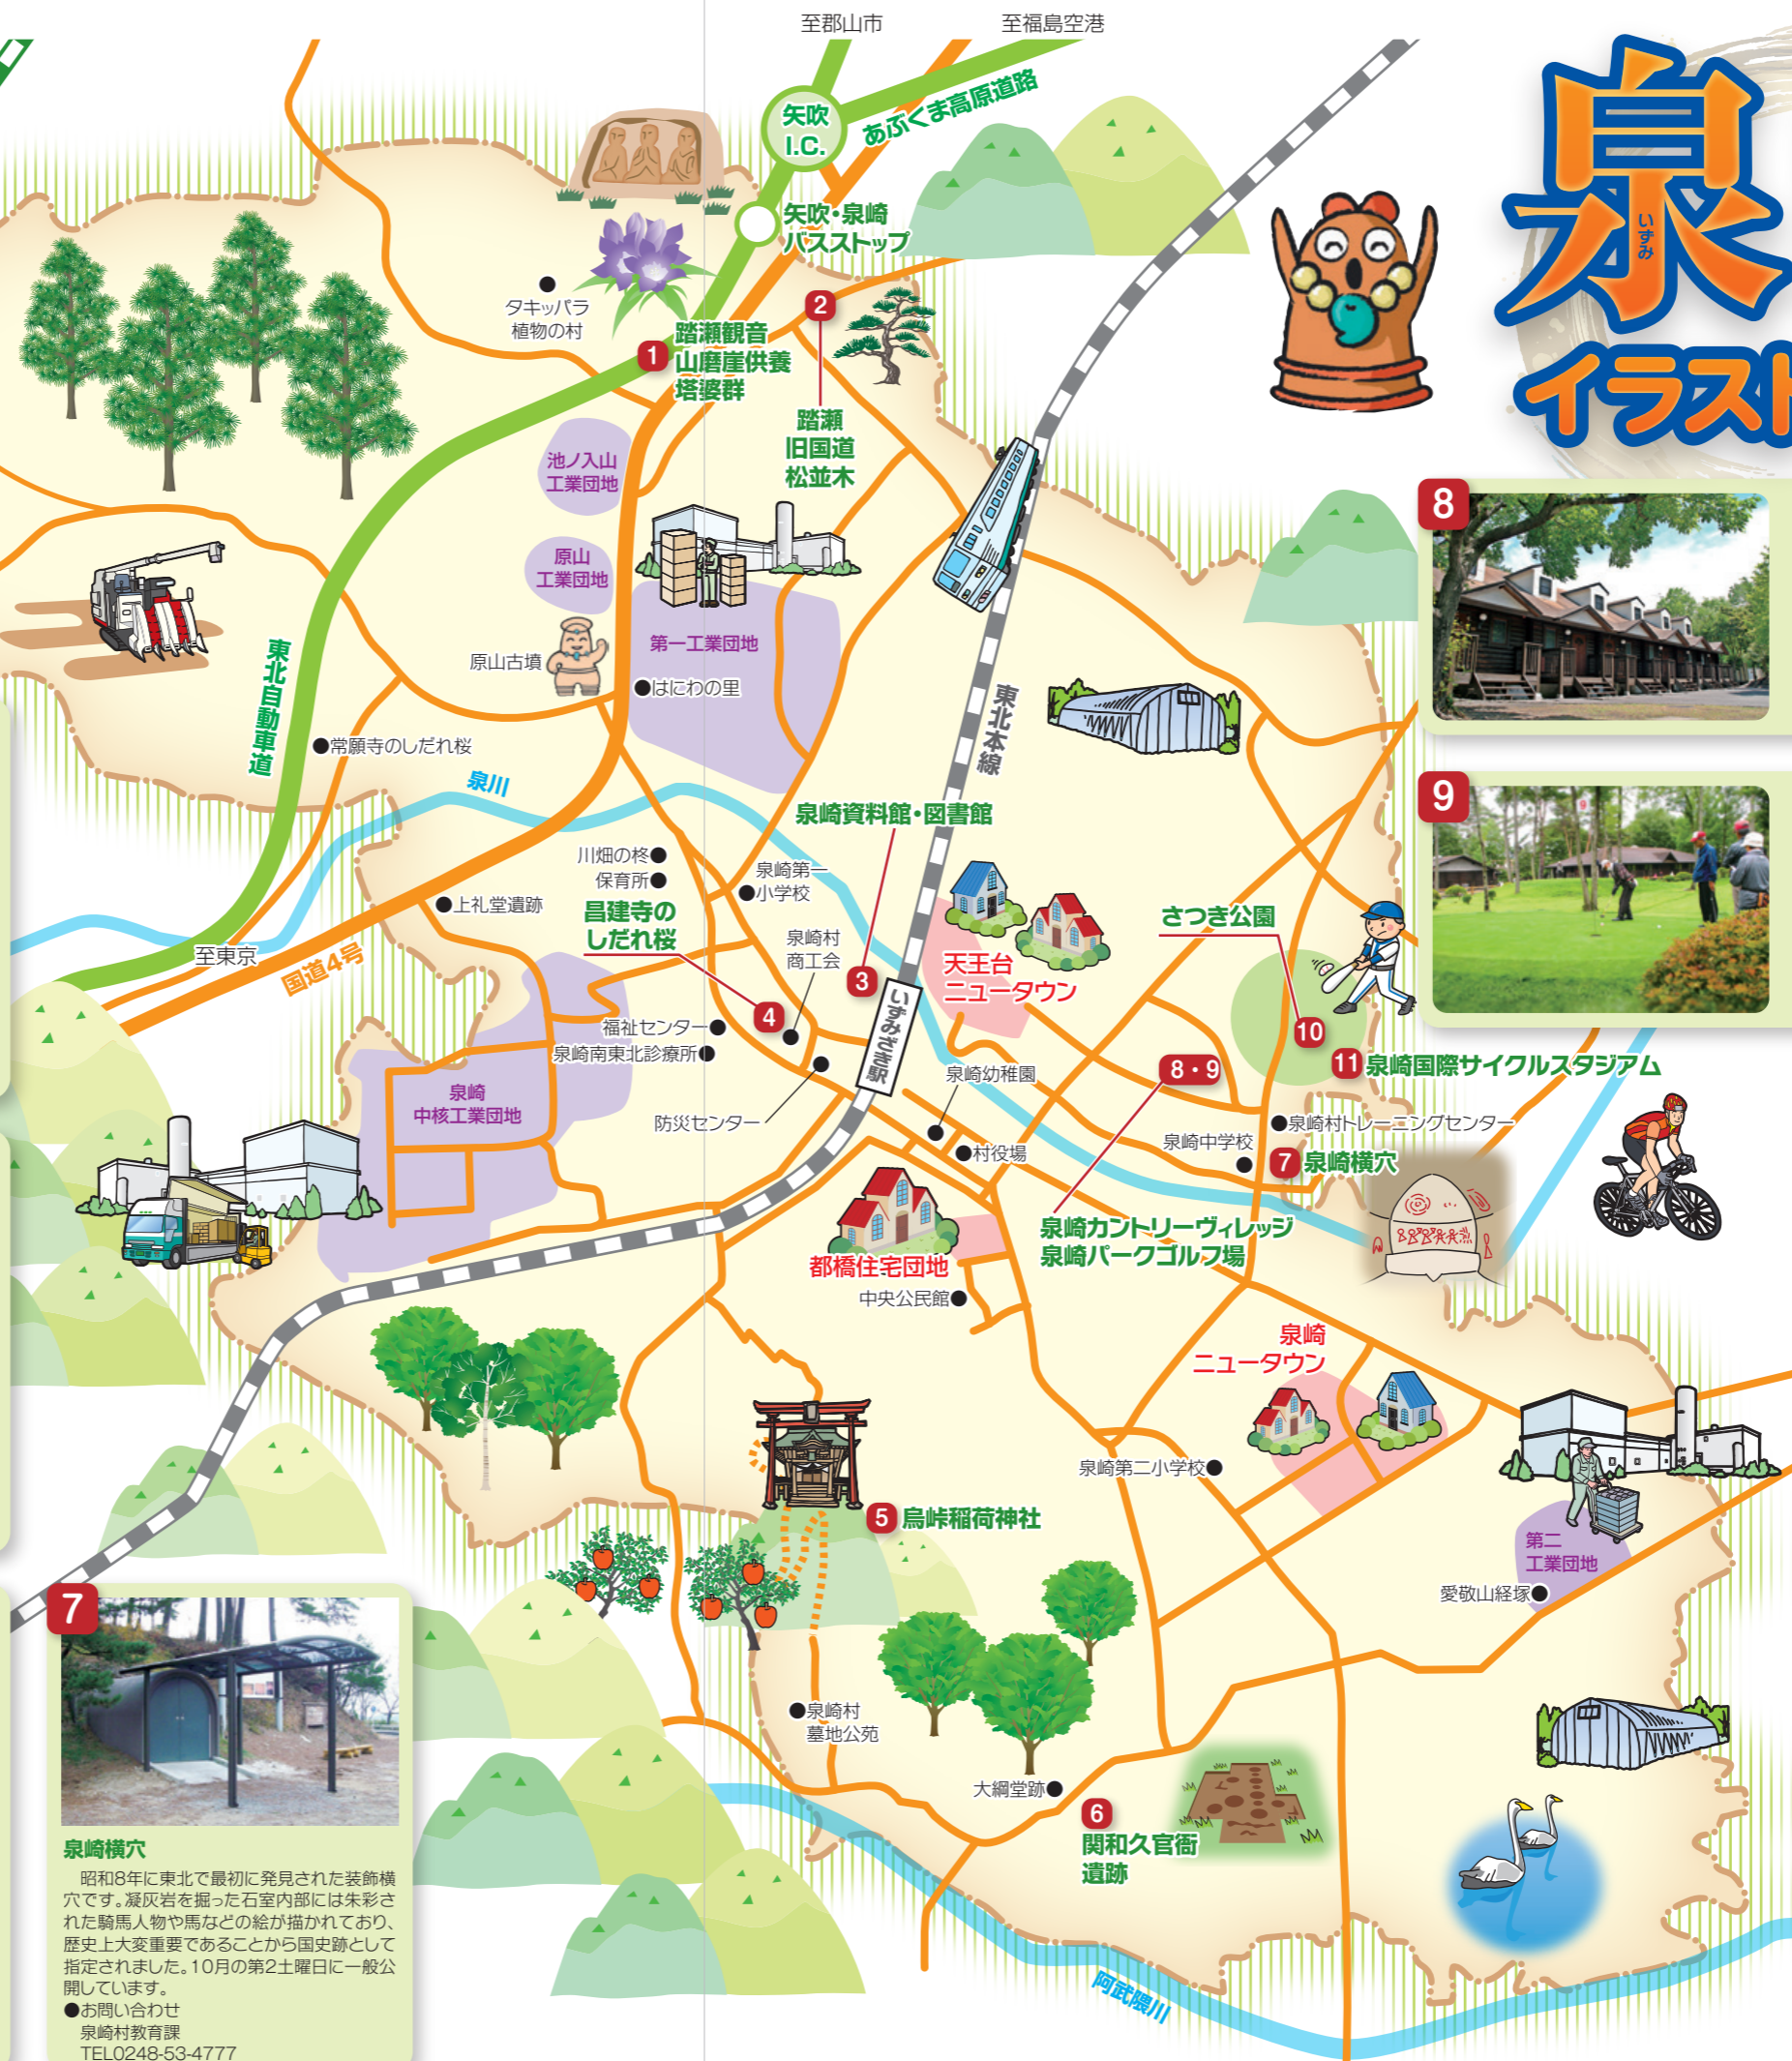 至郡山市
至福島空港
矢吹
I.C.
あぶくま高原道路
矢吹・泉崎
バスストップ
泉
いずみ
イラスト
タキッパラ
植物の村
1
踏瀬観音
山磨崖供養
塔婆群
2
踏瀬
旧国道
松並木
池ノ入山
工業団地
原山
工業団地
第一工業団地
原山古墳
●はにわの里
東北自動車道
●常願寺のしだれ桜
泉川
東北本線
泉崎資料館・図書館
川畑の柊●
保育所●
泉崎第一
●小学校
●上礼堂遺跡
昌建寺の
しだれ桜
泉崎村
商工会
至東京
国道4号
3
4
いずみざき駅
天王台
ニュータウン
さつき公園
10
11 泉崎国際サイクルスタジアム
福祉センター●
泉崎南東北診療所●
防災センター
泉崎
中核工業団地
泉崎幼稚園
●村役場
8・9
●泉崎村トレーニングセンター
泉崎中学校
7 泉崎横穴
泉崎カントリーヴィレッジ
泉崎パークゴルフ場
都橋住宅団地
中央公民館●
泉崎
ニュータウン
泉崎第二小学校●
5 烏峠稲荷神社
第二
工業団地
愛敬山経塚●
●泉崎村
墓地公苑
大網堂跡●
6
関和久官衙
遺跡
阿武隈川
8
9
7
泉崎横穴
昭和8年に東北で最初に発見された装飾横
穴です。凝灰岩を掘った石室内部には朱彩さ
れた騎馬人物や馬などの絵が描かれており、
歴史上大変重要であることから国史跡として
指定されました。10月の第2土曜日に一般公
開しています。
●お問い合わせ
泉崎村教育課
TEL0248-53-4777